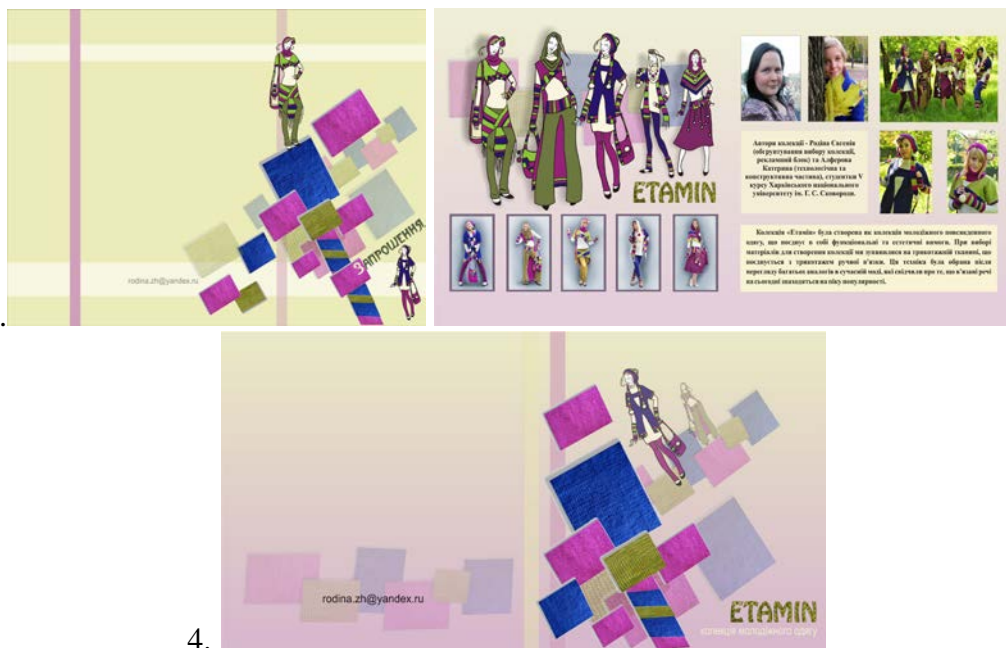 ЗАПРОШЕННЯ
rodina.zh@yandex.ru
.
ETAMIN
Автори колекції - Родіна Євгенія
(обґрунтування вибору колекції,
рекламний блок) та Алферова
Катерина (технологічна та
конструктивна частина), студентки V
курсу Харківського національного
університету ім. Г. С. Сковороди.
Колекція «Етамін» була створена як колекція молодіжного повсякденного
одягу, що поєднує в собі функціональні та естетичні вимоги. При виборі
матеріалів для створення колекції ми зупинилися на трикотажній тканині, що
поєднується з трикотажем ручної в'язки. Ця техніка була обрана після
перегляду багатьох аналогів в сучасній моді, які свідчили про те, що в'язані речі
на сьогодні знаходяться на піку популярності.
rodina.zh@yandex.ru
ETAMIN
колекція молодіжного одягу
4.